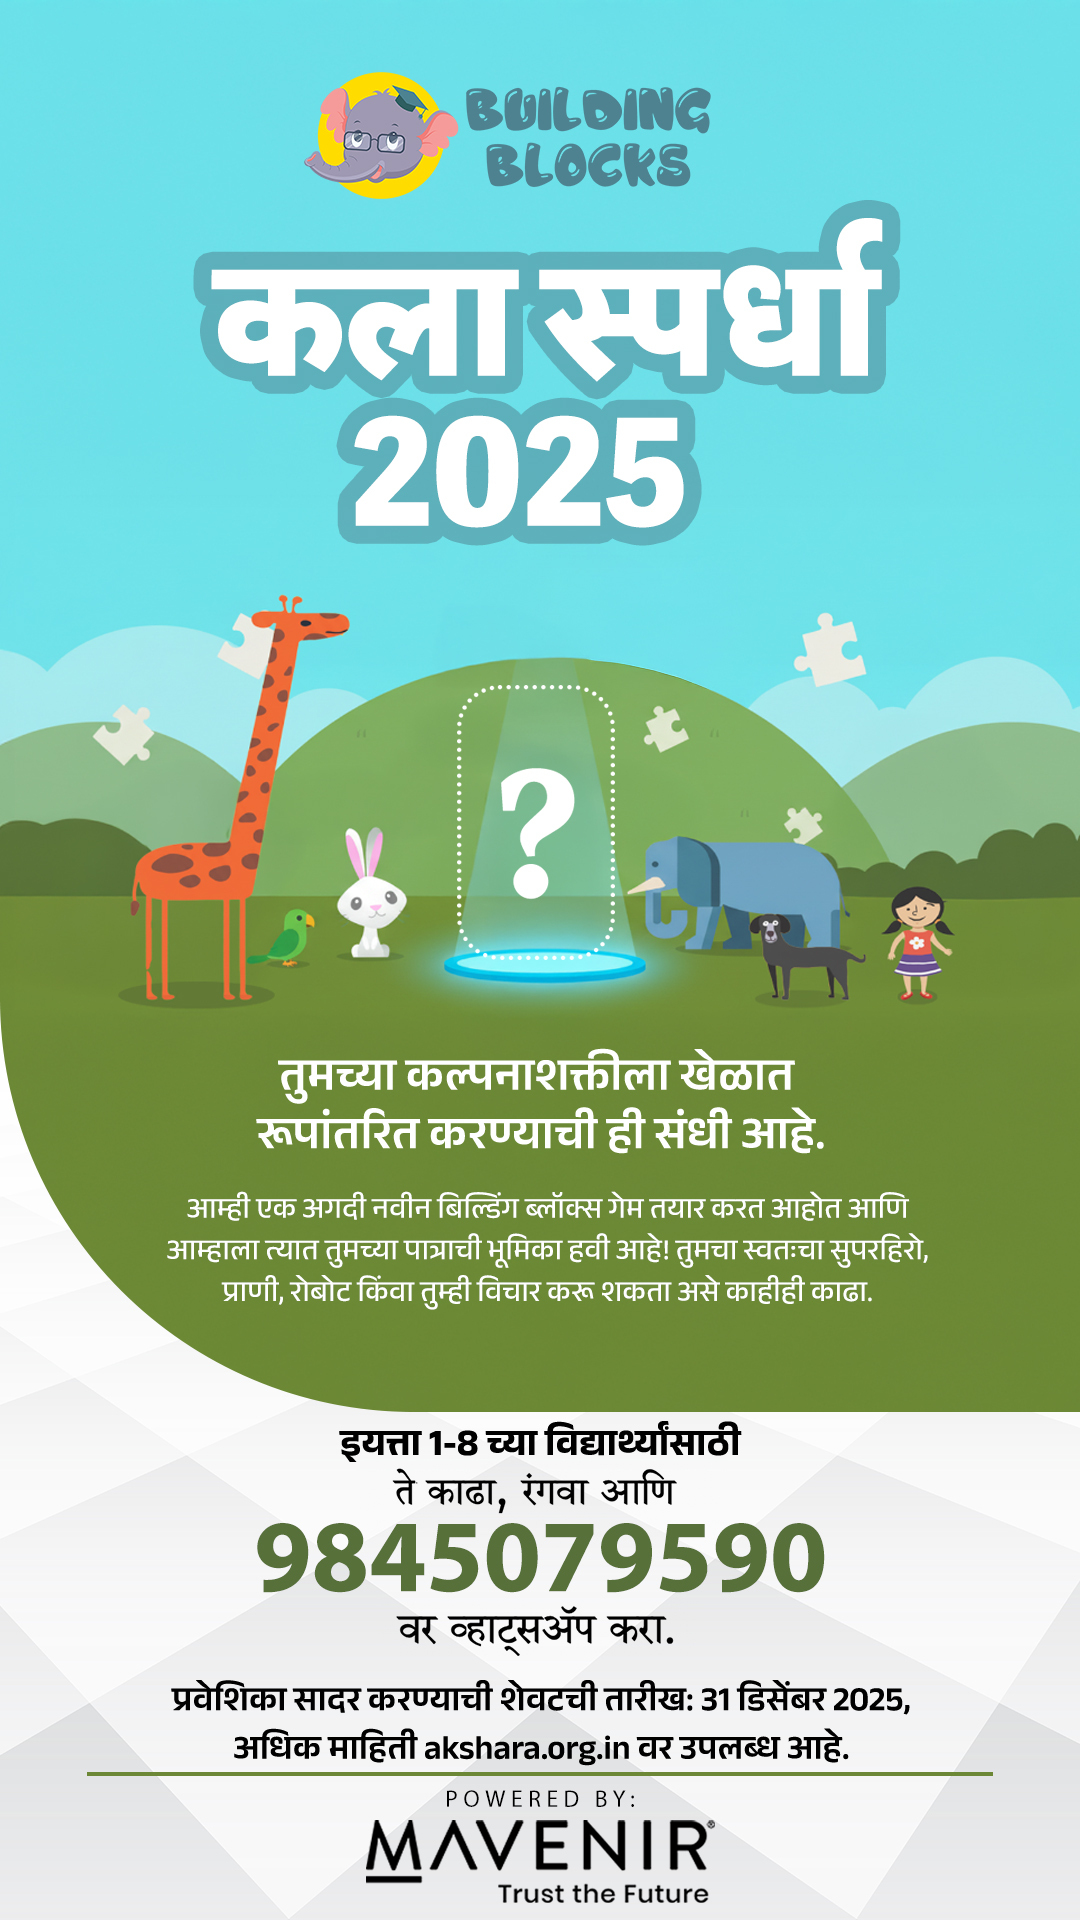 BUILDING
BLOCKS
कला स्पर्धा
2025
?
तुमच्या कल्पनाशक्तीला खेळात
रूपांतरित करण्याची ही संधी आहे.
आम्ही एक अगदी नवीन बिल्डिंग ब्लॉक्स गेम तयार करत आहोत आणि
आम्हाला त्यात तुमच्या पात्राची भूमिका हवी आहे! तुमचा स्वतःचा सुपरहिरो,
प्राणी, रोबोट किंवा तुम्ही विचार करू शकता असे काहीही काढा.
इयत्ता 1-8 च्या विद्यार्थ्यांसाठी
ते काढा, रंगवा आणि
9845079590
वर व्हाट्सॲप करा.
प्रवेशिका सादर करण्याची शेवटची तारीख: 31 डिसेंबर 2025,
अधिक माहिती akshara.org.in वर उपलब्ध आहे.
POWERED BY:
MAVENIR®
Trust the Future